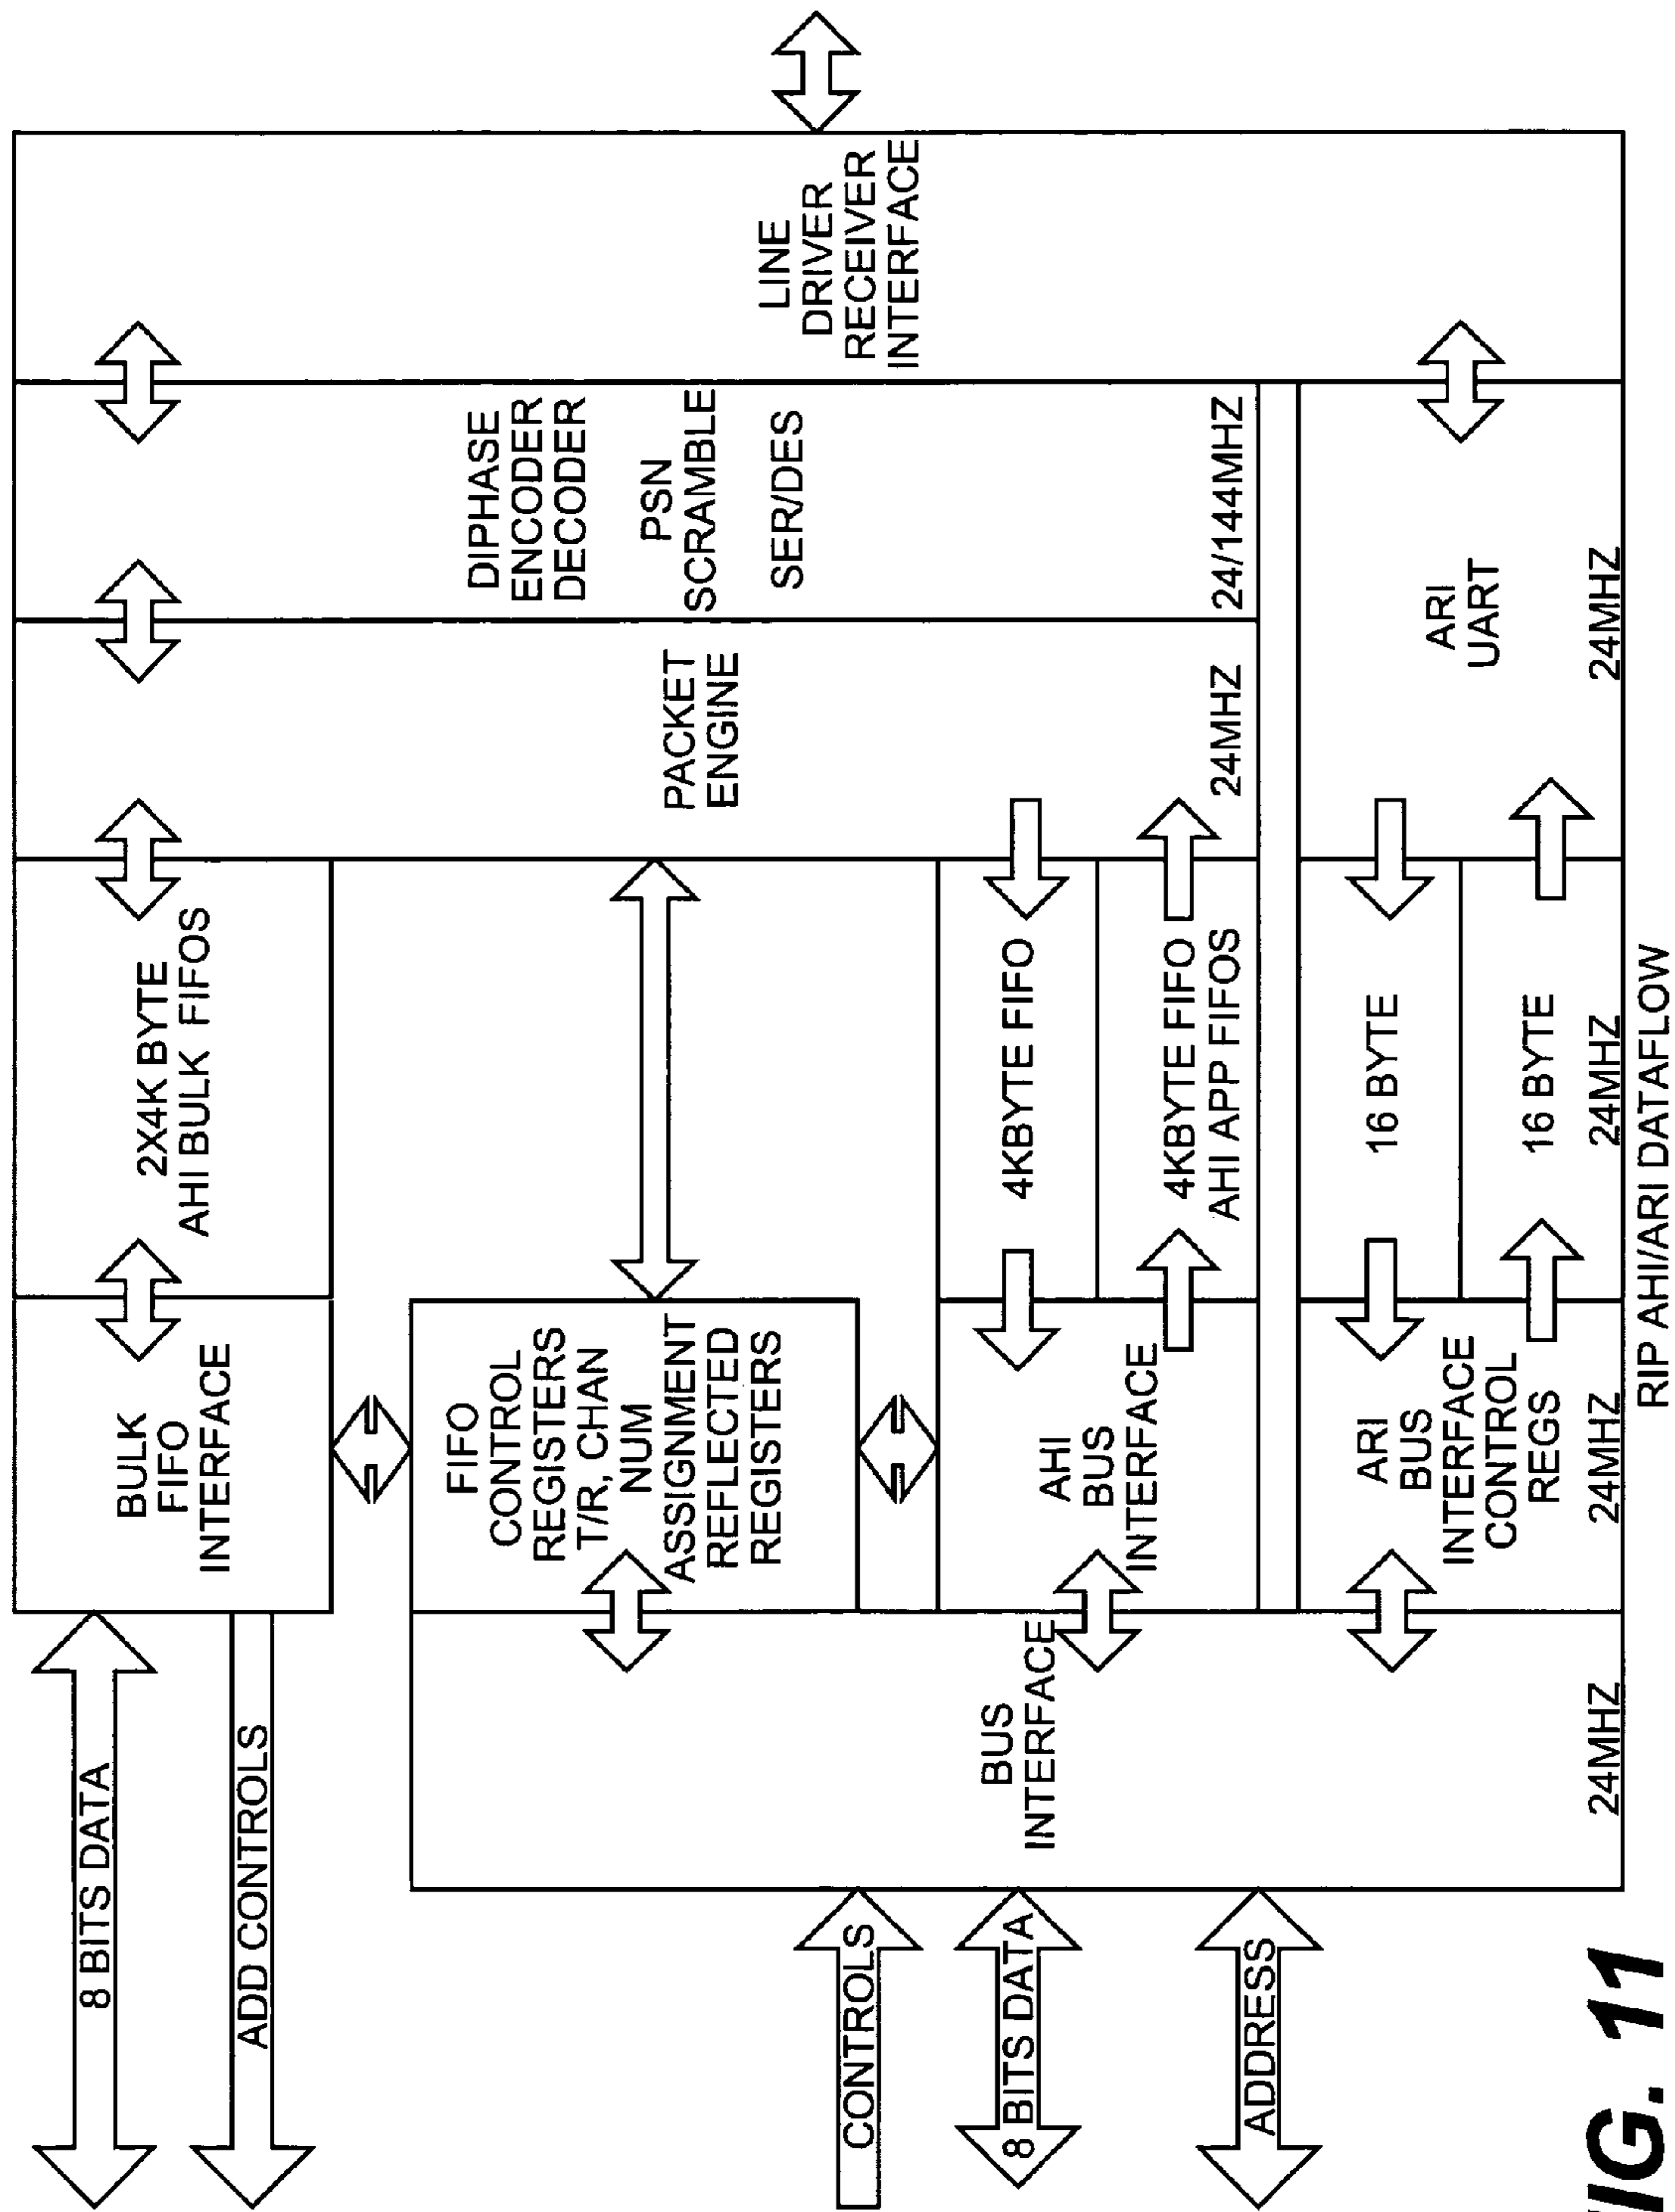 8 BITS DATA
ADD CONTROLS
BULK
FIFO
INTERFACE
2X4K BYTE
AHI BULK FIFOS
PACKET
ENGINE
24MHZ
DIPHASE
ENCODER
DECODER
PSN
SCRAMBLE
SER/DES
24/144MHZ
LINE
DRIVER
RECEIVER
INTERFACE
FIFO
CONTROL
REGISTERS
T/R, CHAN
NUM
ASSIGNMENT
REFLECTED
REGISTERS
CONTROLS
8 BITS DATA
ADDRESS
BUS
INTERFACE
24MHZ
AHI
BUS
INTERFACE
4KBYTE FIFO
4KBYTE FIFO
AHI APP FIFOS
ARI
BUS
INTERFACE
CONTROL
REGS
24MHZ
16 BYTE
16 BYTE
24MHZ
ARI
UART
24MHZ
RIP AHI/ARI DATAFLOW
FIG. 11